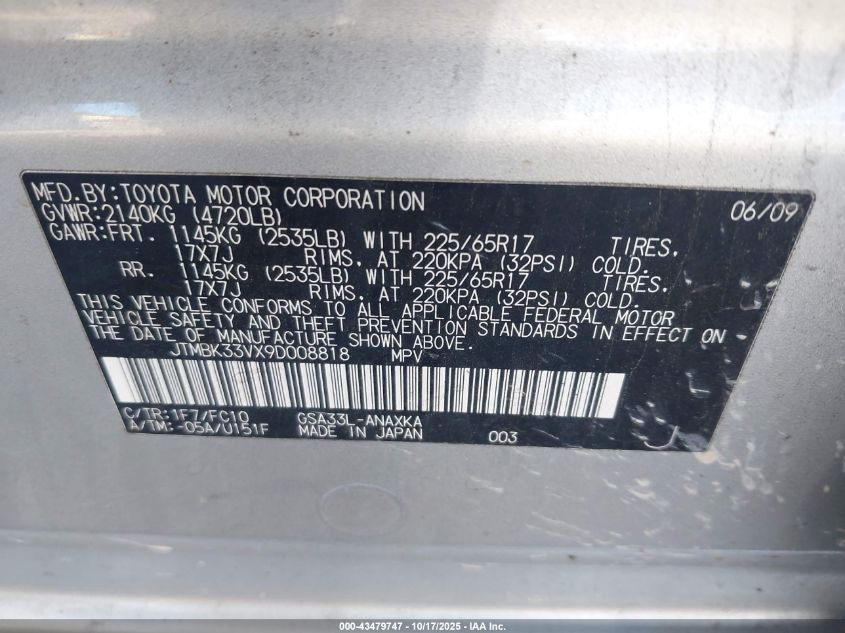 MFD.BY:TOYOTA MOTOR CORPORATION 06/09
GVWR:2140KG (4720LB)
GAWR:FRT. 1145KG (2535LB) WITH 225/65R17 TIRES.
17X7J RIMS, AT 220KPA (32PSI) COLD.
RR. 1145KG (2535LB) WITH 225/65R17 TIRES.
17X7J RIMS, AT 220KPA (32PSI) COLD.
THIS VEHICLE CONFORMS TO ALL APPLICABLE FEDERAL MOTOR
VEHICLE SAFETY AND THEFT PREVENTION STANDARDS IN EFFECT ON
THE DATE OF MANUFACTURE SHOWN ABOVE.
JTMBK33VX9D008818 MPV
C/TR:1F7/FC10 GSA33L-ANAXKA
A/TM:-05A/U151F MADE IN JAPAN 003
J
000-43479747 - 10/17/2025 - IAA Inc.